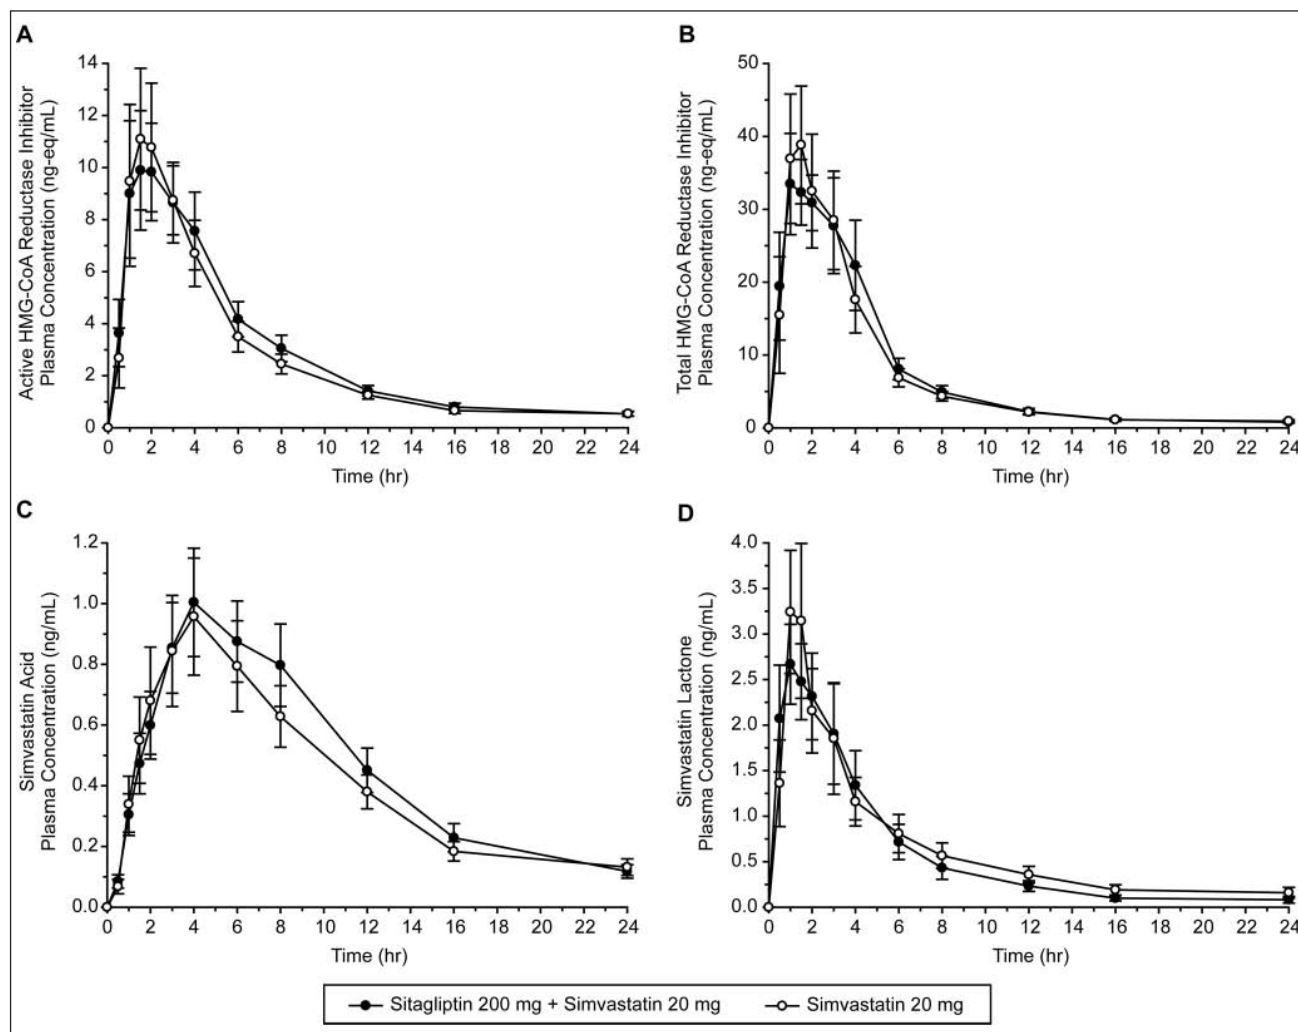 A
Active HMG-CoA Reductase Inhibitor
Plasma Concentration (ng-eq/mL)
14
12
10
8
6
4
2
0
0 2 4 6 8 10 12 14 16 18 20 22 24
Time (hr)
B
Total HMG-CoA Reductase Inhibitor
Plasma Concentration (ng-eq/mL)
50
40
30
20
10
0
0 2 4 6 8 10 12 14 16 18 20 22 24
Time (hr)
C
Simvastatin Acid
Plasma Concentration (ng/mL)
1.2
1.0
0.8
0.6
0.4
0.2
0.0
0 2 4 6 8 10 12 14 16 18 20 22 24
Time (hr)
D
Simvastatin Lactone
Plasma Concentration (ng/mL)
4.0
3.5
3.0
2.5
2.0
1.5
1.0
0.5
0.0
0 2 4 6 8 10 12 14 16 18 20 22 24
Time (hr)
Sitagliptin 200 mg + Simvastatin 20 mg
Simvastatin 20 mg